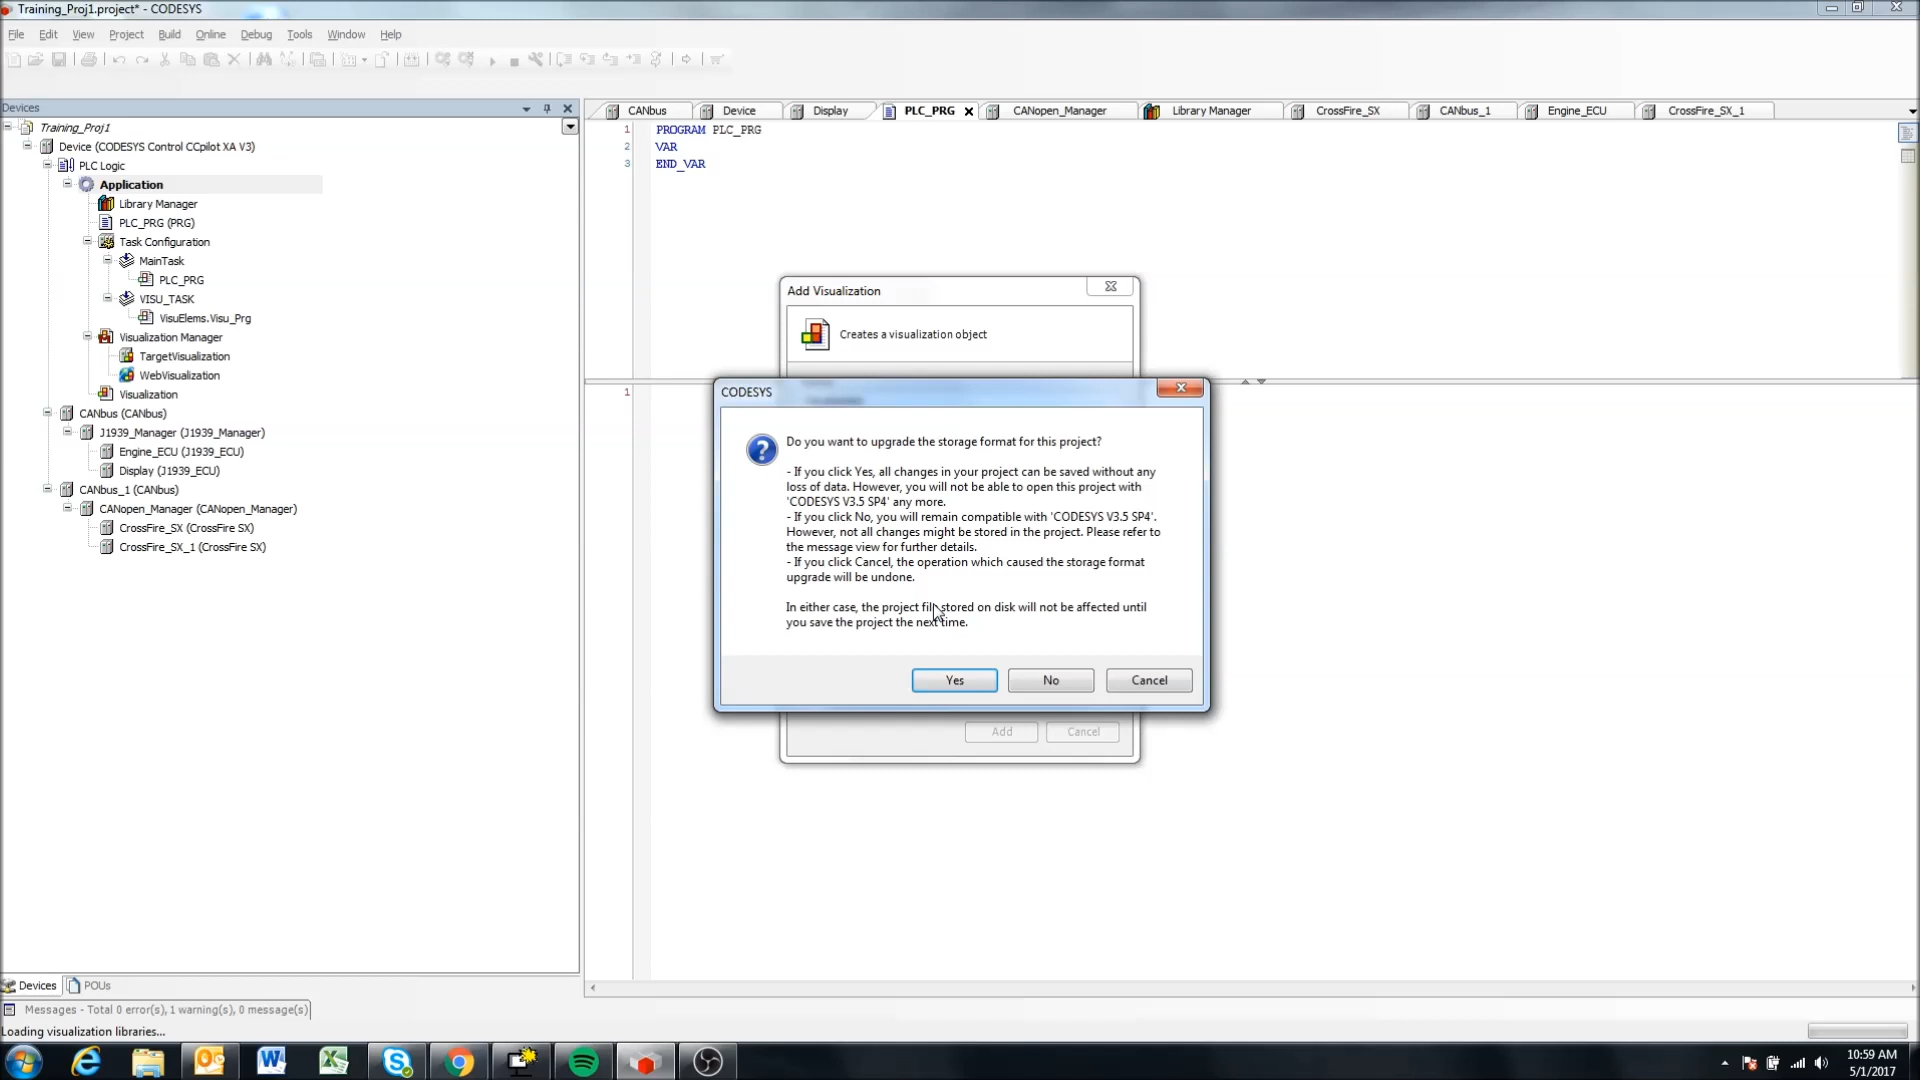 Training_Proj1.project* - CODESYS
File Edit View Project Build Online Debug Tools Window Help
Devices
Training_Proj1
Device (CODESYS Control CCpilot XA V3)
PLC Logic
Application
Library Manager
PLC_PRG (PRG)
Task Configuration
MainTask
PLC_PRG
VISU_TASK
VisuElems.Visu_Prg
Visualization Manager
TargetVisualization
WebVisualization
Visualization
CANbus (CANbus)
J1939_Manager (J1939_Manager)
Engine_ECU (J1939_ECU)
Display (J1939_ECU)
CANbus_1 (CANbus)
CANopen_Manager (CANopen_Manager)
CrossFire_SX (CrossFire SX)
CrossFire_SX_1 (CrossFire SX)
Devices POUs
CANbus Device Display PLC_PRG CANopen_Manager Library Manager CrossFire_SX CANbus_1 Engine_ECU CrossFire_SX_1
1 PROGRAM PLC_PRG
2 VAR
3 END_VAR
1
Add Visualization
Creates a visualization object
CODESYS
Do you want to upgrade the storage format for this project?
- If you click Yes, all changes in your project can be saved without any
loss of data. However, you will not be able to open this project with
'CODESYS V3.5 SP4' any more.
- If you click No, you will remain compatible with 'CODESYS V3.5 SP4'.
However, not all changes might be stored in the project. Please refer to
the message view for further details.
- If you click Cancel, the operation which caused the storage format
upgrade will be undone.
In either case, the project file stored on disk will not be affected until
you save the project the next time.
Yes No Cancel
Add Cancel
Messages - Total 0 error(s), 1 warning(s), 0 message(s)
Loading visualization libraries...
10:59 AM
5/1/2017